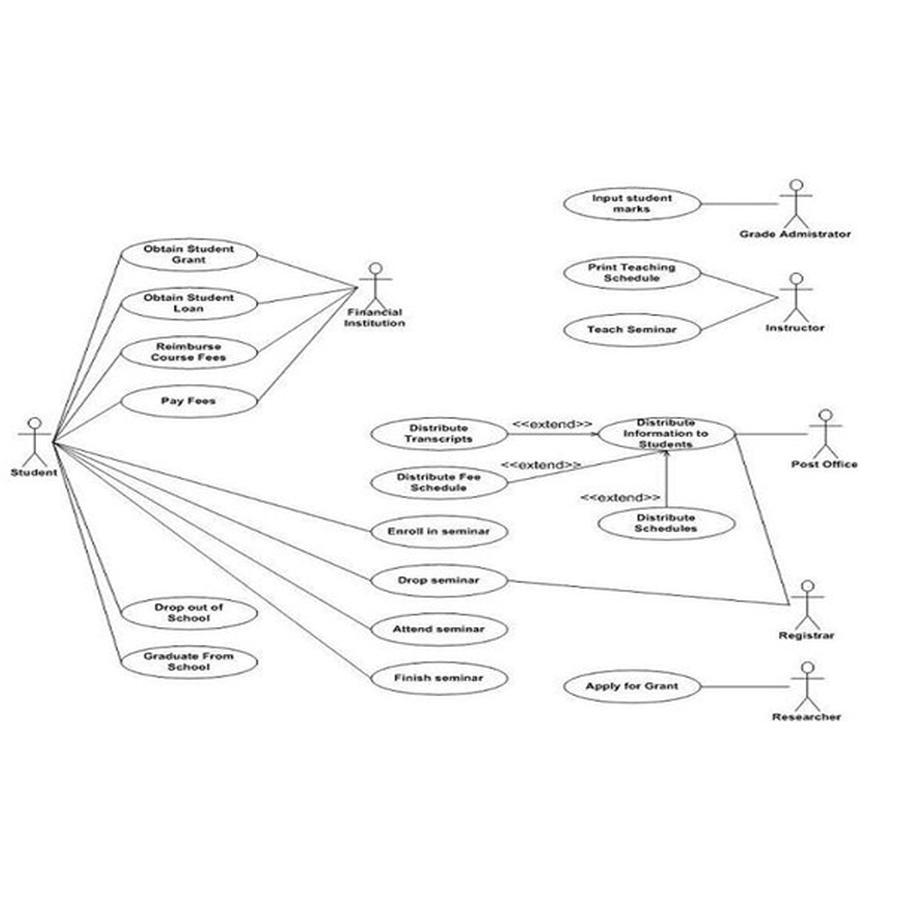 Input student
marks
Grade Admistrator
Obtain Student
Grant
Print Teaching
Schedule
Obtain Student
Loan
Financial
Institution
Teach Seminar
Instructor
Reimburse
Course Fees
Pay Fees
Student
Distribute
Transcripts
<<extend>>
Distribute
Information to
Students
Post Office
Distribute Fee
Schedule
<<extend>>
<<extend>>
Distribute
Schedules
Enroll in seminar
Drop seminar
Drop out of
School
Attend seminar
Registrar
Graduate From
School
Finish seminar
Apply for Grant
Researcher